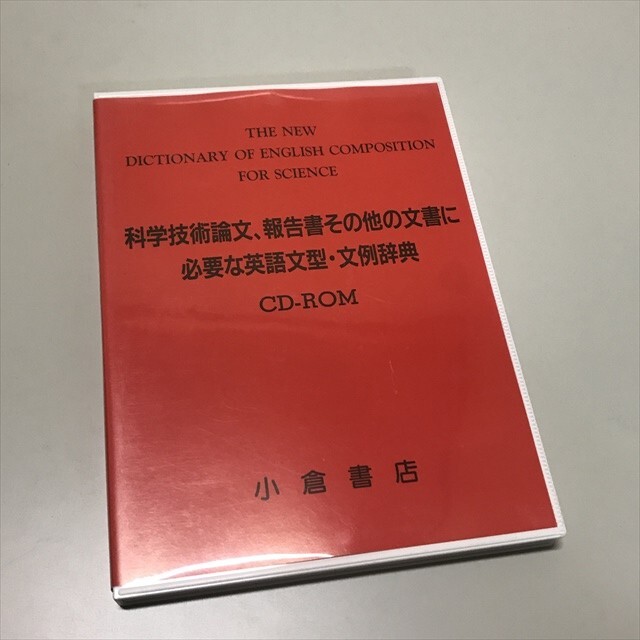 THE NEW
DICTIONARY OF ENGLISH COMPOSITION
FOR SCIENCE
科学技術論文、報告書その他の文書に
必要な英語文型・文例辞典
CD-ROM
小倉書店